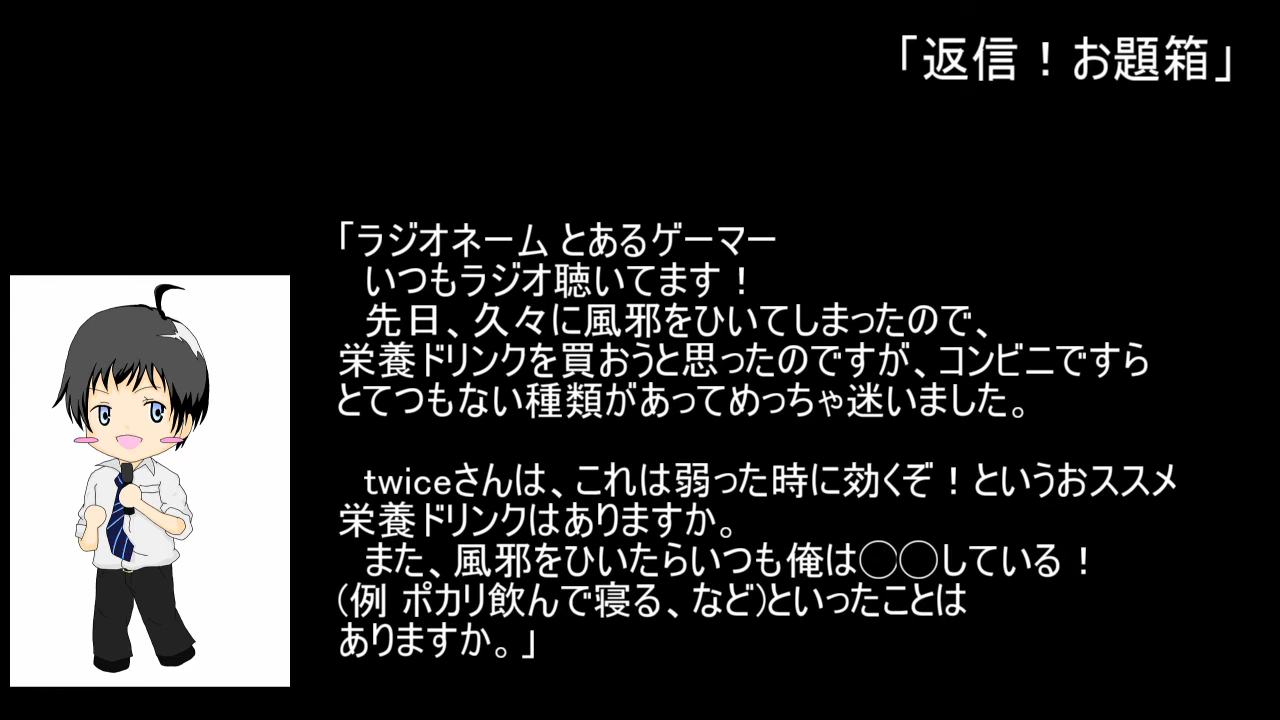 「返信！お題箱」
「ラジオネーム とあるゲーマー
いつもラジオ聴いてます！
先日、久々に風邪をひいてしまったので、
栄養ドリンクを買おうと思ったのですが、コンビニですら
とてつもない種類があってめっちゃ迷いました。
twiceさんは、これは弱った時に効くぞ！というおススメ
栄養ドリンクはありますか。
また、風邪をひいたらいつも俺は◯◯している！
(例 ポカリ飲んで寝る、など)といったことは
ありますか。」